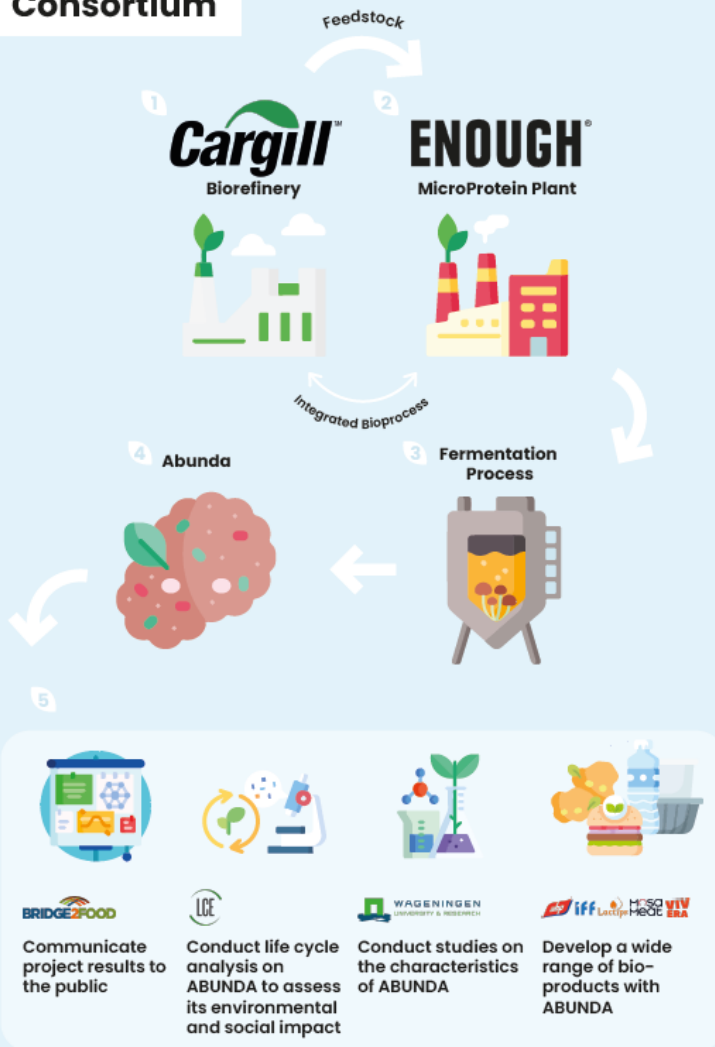 Consortium
Feedstock
1
2
Cargill™
ENOUGH®
Biorefinery
MicroProtein Plant
Integrated Bioprocess
4
Abunda
3
Fermentation
Process
5
BRIDGE2FOOD
LCE
WAGENINGEN
UNIVERSITY & RESEARCH
abp iff Lactips Mosa Meat ViVERA
Communicate
project results to
the public
Conduct life cycle
analysis on
ABUNDA to assess
its environmental
and social impact
Conduct studies on
the characteristics
of ABUNDA
Develop a wide
range of bio-
products with
ABUNDA